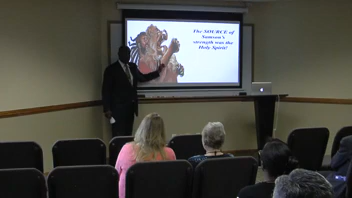 The SOURCE of
Samson's
strength was the
Holy Spirit!